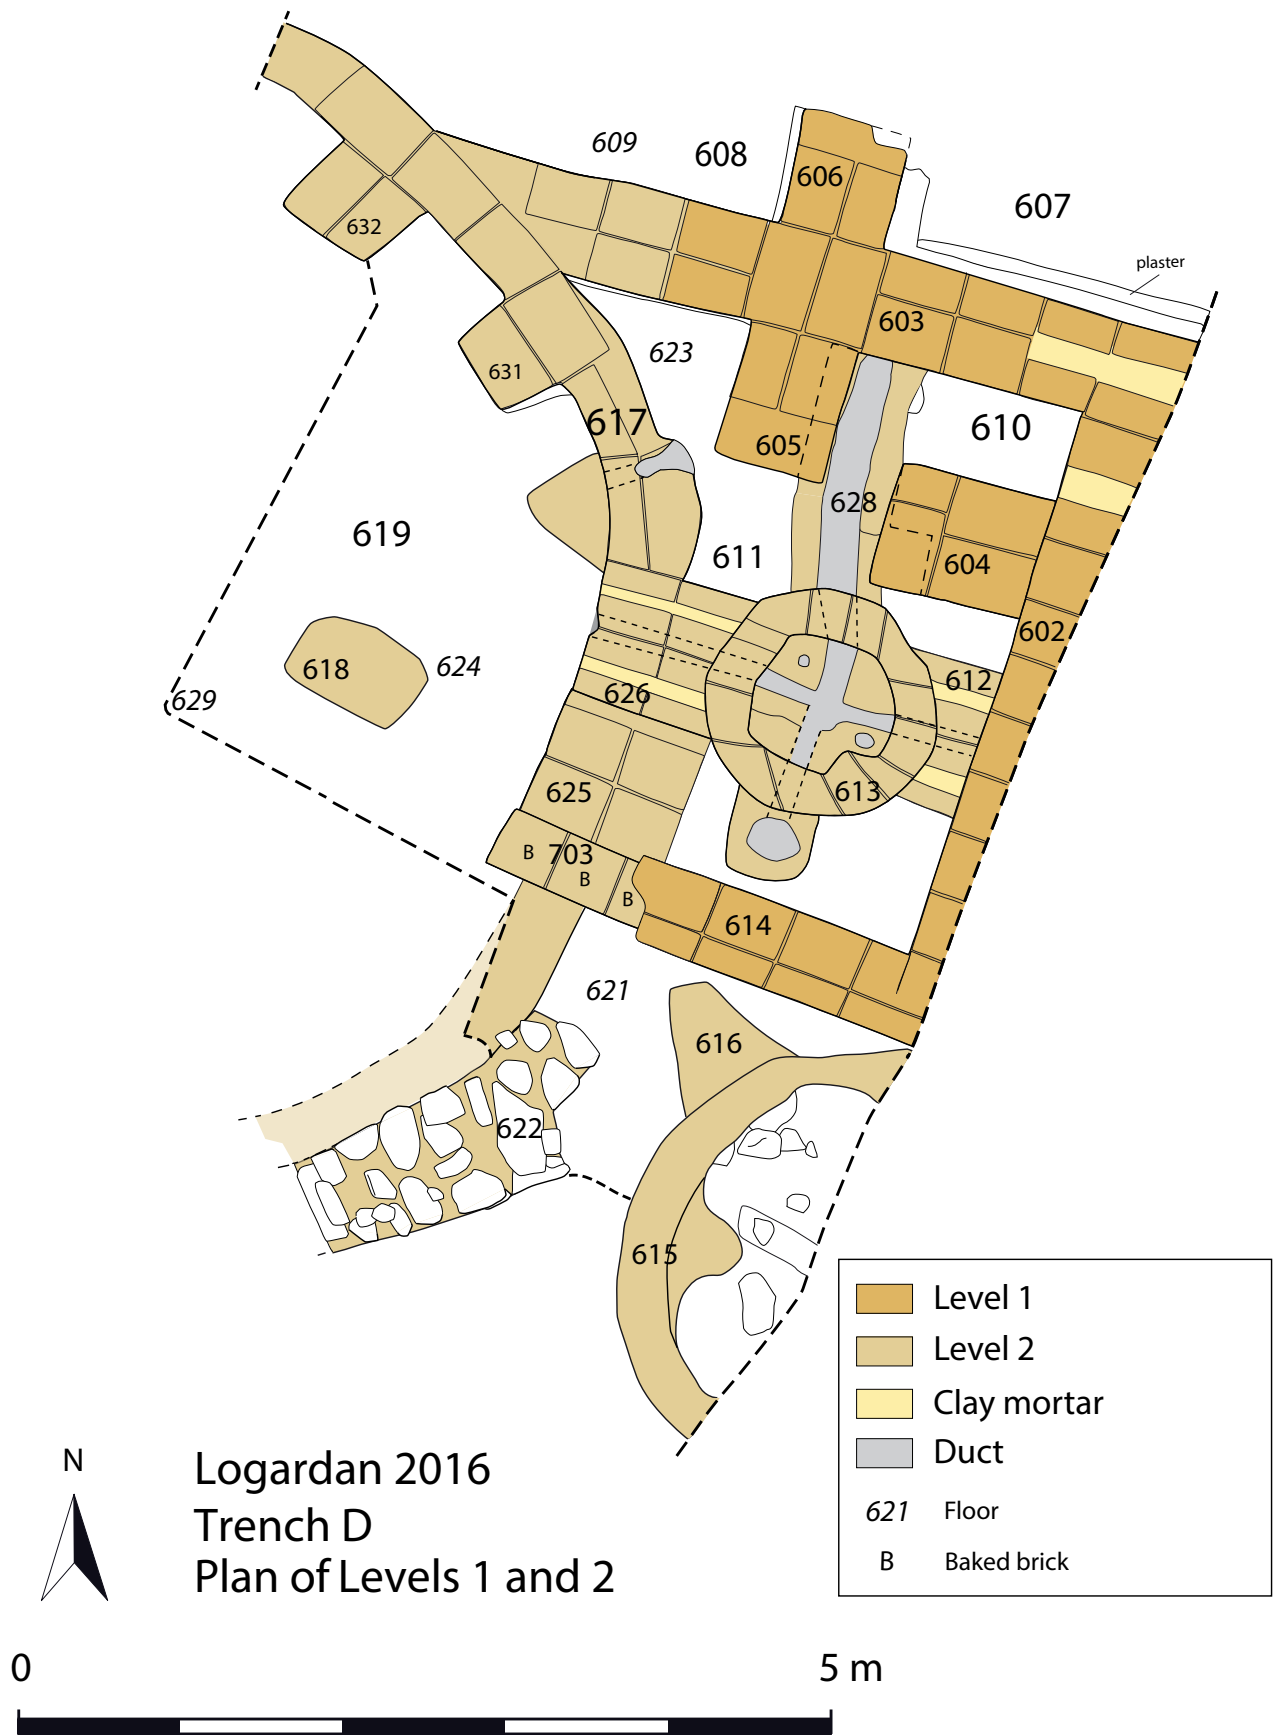 609
608
606
607
632
plaster
603
623
631
617
605
610
628
619
611
604
602
618
624
612
626
629
625
613
703
B
B
B
614
621
616
622
615
Level 1
Level 2
Clay mortar
Duct
621 Floor
B Baked brick
N
Logardan 2016
Trench D
Plan of Levels 1 and 2
0 5 m